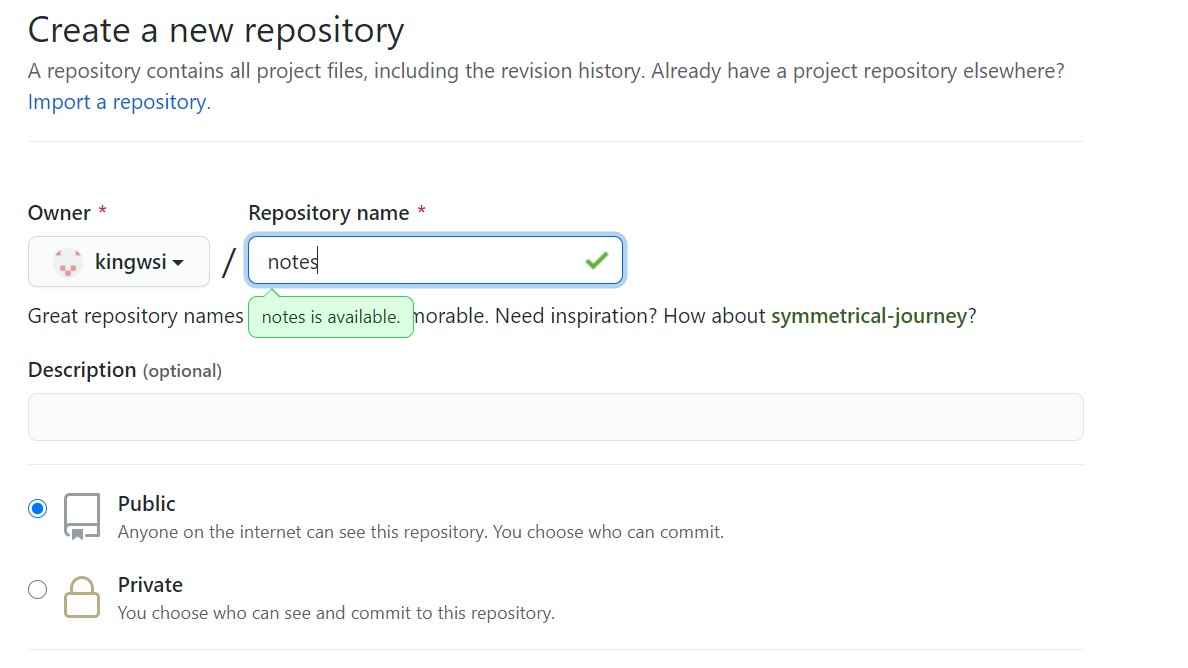 Create a new repository
A repository contains all project files, including the revision history. Already have a project repository elsewhere?
Import a repository.
Owner *
Repository name *
kingwsi
/
notes
Great repository names
notes is available.
morable. Need inspiration? How about symmetrical-journey?
Description (optional)
Public
Anyone on the internet can see this repository. You choose who can commit.
Private
You choose who can see and commit to this repository.